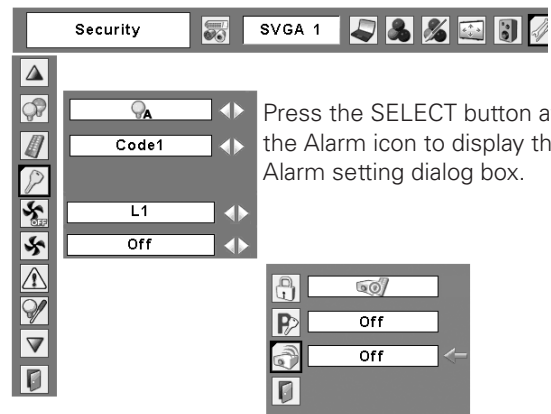 Security SVGA 1
A
Code1
L1
OFF
Off
Press the SELECT button a
the Alarm icon to display th
Alarm setting dialog box.
P
Off
Off